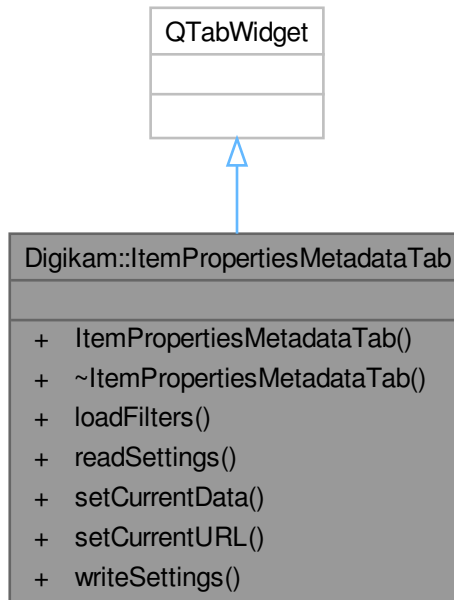 QTabWidget
Digikam::ItemPropertiesMetadataTab
+ ItemPropertiesMetadataTab()
+ ~ItemPropertiesMetadataTab()
+ loadFilters()
+ readSettings()
+ setCurrentData()
+ setCurrentURL()
+ writeSettings()